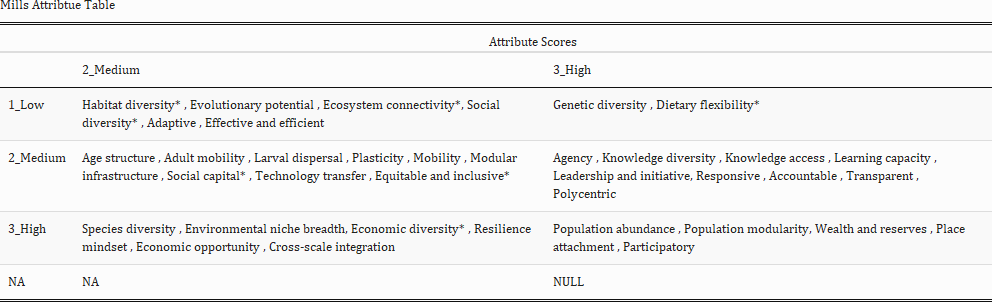 Mills Attribtue Table
Attribute Scores
2_Medium 3_High
1_Low Habitat diversity* , Evolutionary potential , Ecosystem connectivity*, Social Genetic diversity , Dietary flexibility*
diversity* , Adaptive , Effective and efficient
2_Medium Age structure , Adult mobility , Larval dispersal , Plasticity , Mobility , Modular Agency , Knowledge diversity , Knowledge access , Learning capacity ,
infrastructure , Social capital* , Technology transfer , Equitable and inclusive* Leadership and initiative, Responsive , Accountable , Transparent ,
Polycentric
3_High Species diversity , Environmental niche breadth, Economic diversity* , Resilience Population abundance , Population modularity, Wealth and reserves , Place
mindset , Economic opportunity , Cross-scale integration attachment , Participatory
NA NA NULL